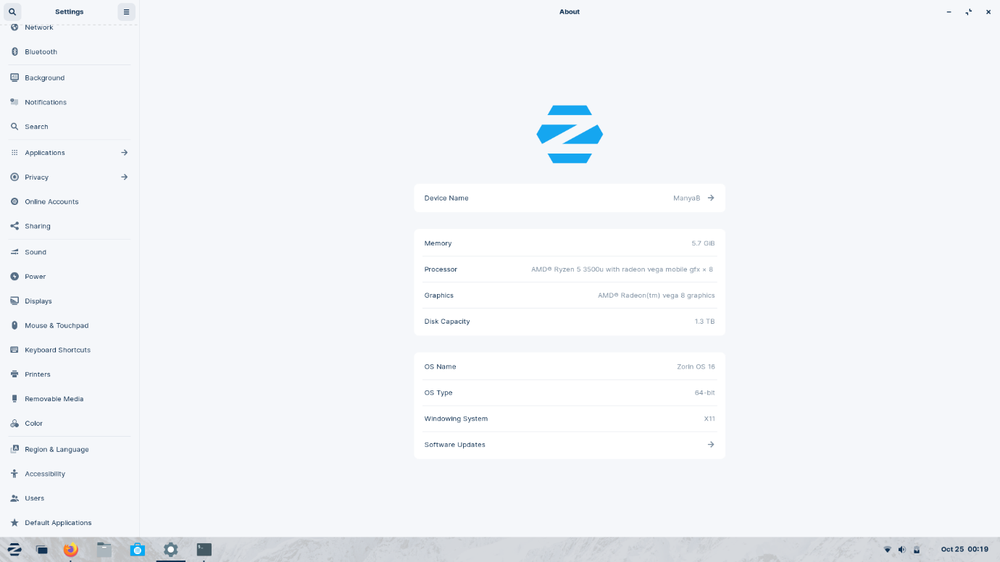 Settings
About
Network
Bluetooth
Background
Notifications
Search
Applications
Privacy
Online Accounts
Sharing
Sound
Power
Displays
Mouse & Touchpad
Keyboard Shortcuts
Printers
Removable Media
Color
Region & Language
Accessibility
Users
Default Applications
Device Name ManyaB
Memory 5.7 GiB
Processor AMD® Ryzen 5 3500u with radeon vega mobile gfx × 8
Graphics AMD® Radeon(tm) vega 8 graphics
Disk Capacity 1.3 TB
OS Name Zorin OS 16
OS Type 64-bit
Windowing System X11
Software Updates
Oct 25 00:19